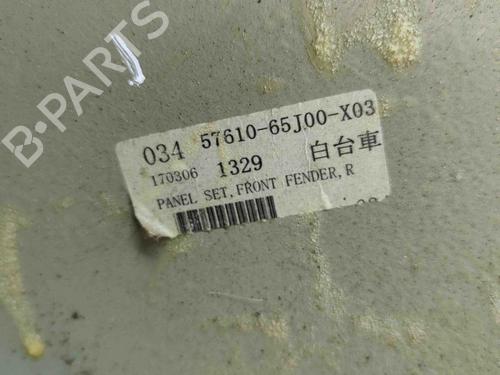 B-PARTS
034 57610-65J00-X03
170306 1329 白台車
PANEL SET,FRONT FENDER,R